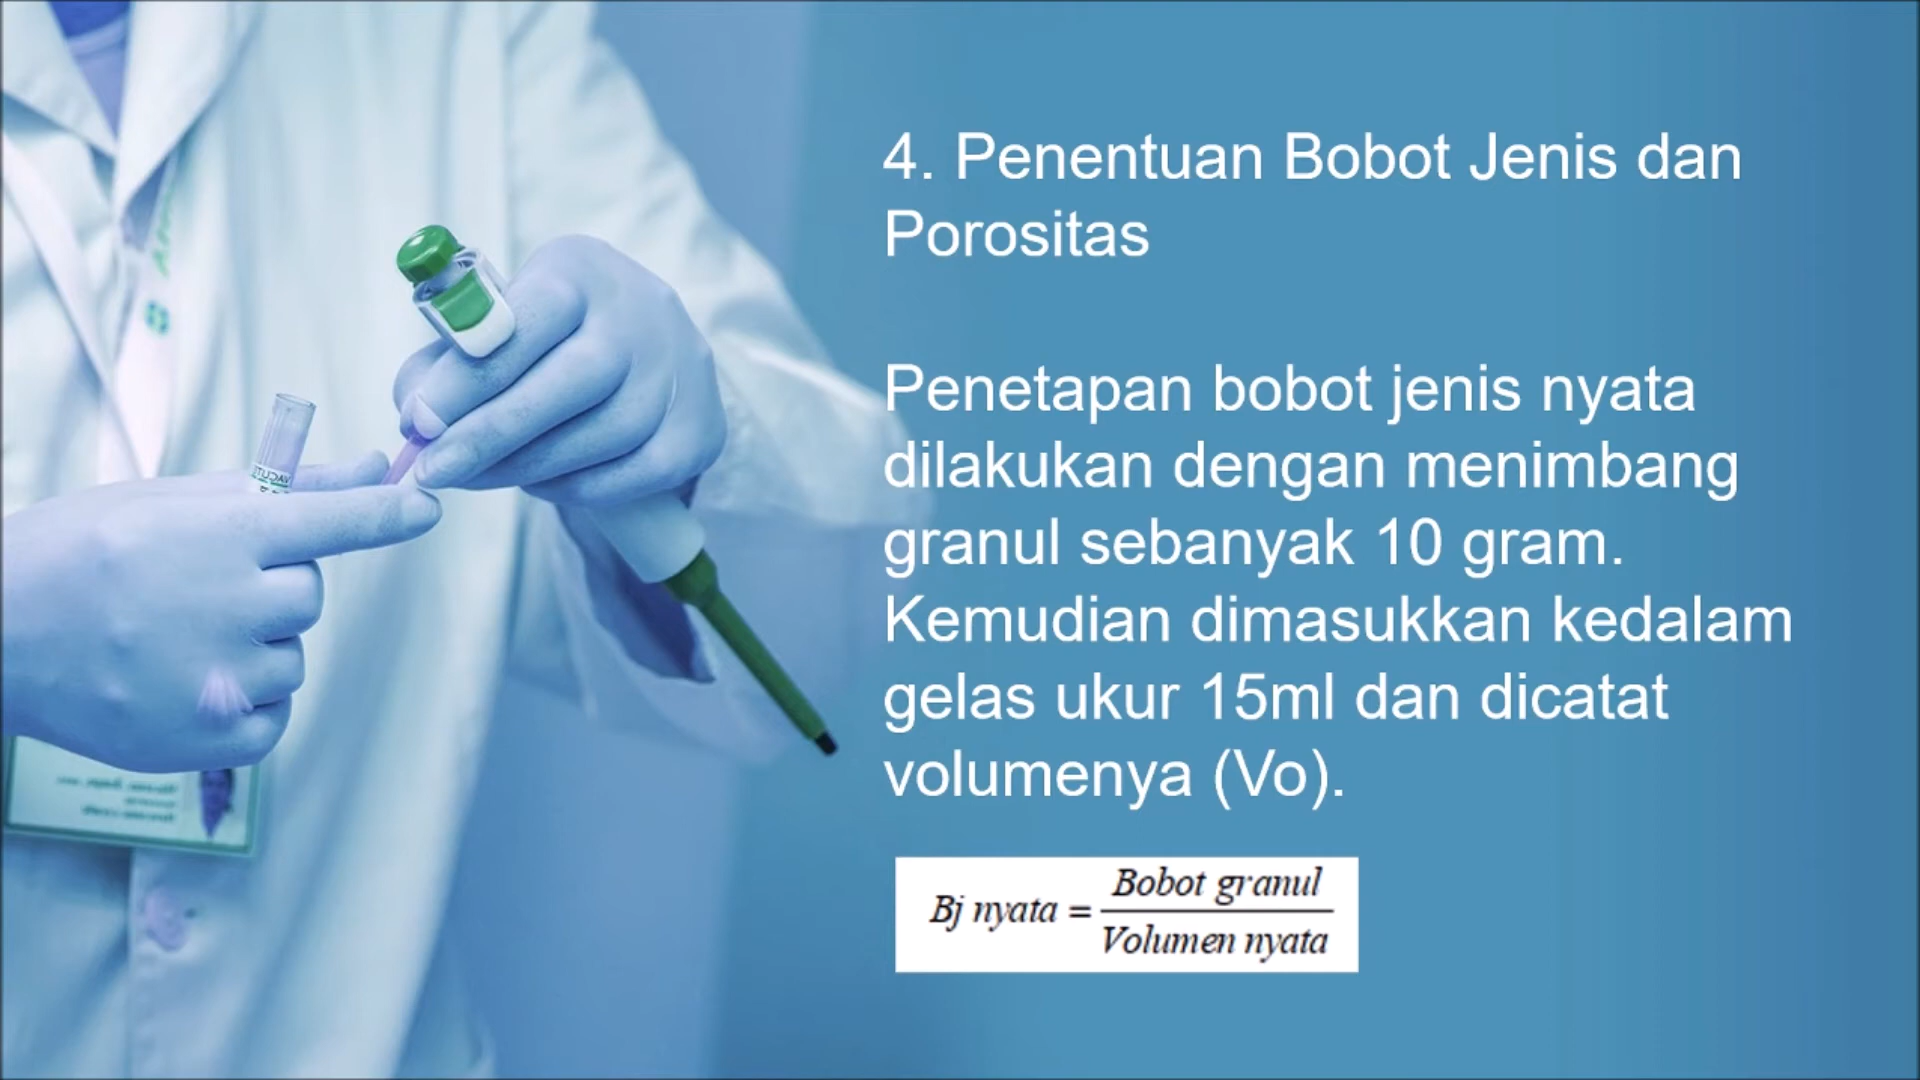 4. Penentuan Bobot Jenis dan
Porositas
Penetapan bobot jenis nyata
dilakukan dengan menimbang
granul sebanyak 10 gram.
Kemudian dimasukkan kedalam
gelas ukur 15ml dan dicatat
volumenya (Vo).
Bj nyata = Bobot granul
Volumen nyata